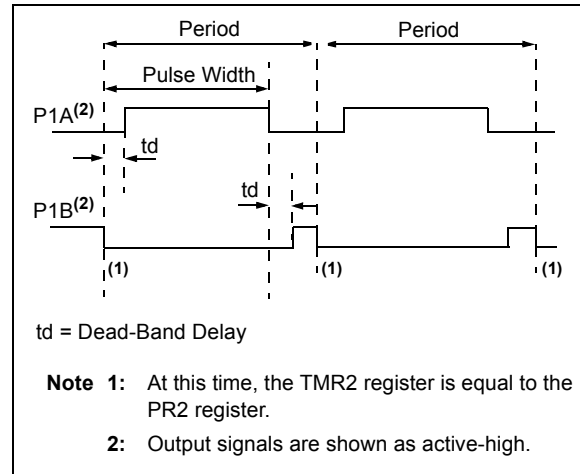 Period Period
Pulse Width
P1A(2)
td
td
P1B(2)
(1) (1) (1)
td = Dead-Band Delay
Note 1: At this time, the TMR2 register is equal to the
PR2 register.
2: Output signals are shown as active-high.